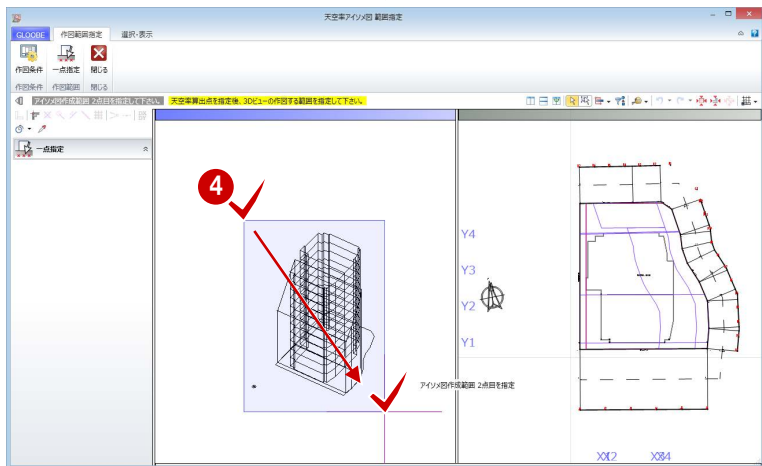 天空率アイソメ図 範囲指定
GLOOBE 作図範囲指定 選択・表示
作図条件 一点指定 閉じる
作図条件 作図範囲 閉じる
アイソメ図作成範囲 2点目を指定して下さい。 天空率算出点を指定後、3Dビューの作図する範囲を指定して下さい。
一点指定
4
Y4
Y3
Y2
Y1
アイソメ図作成範囲 2点目を指定